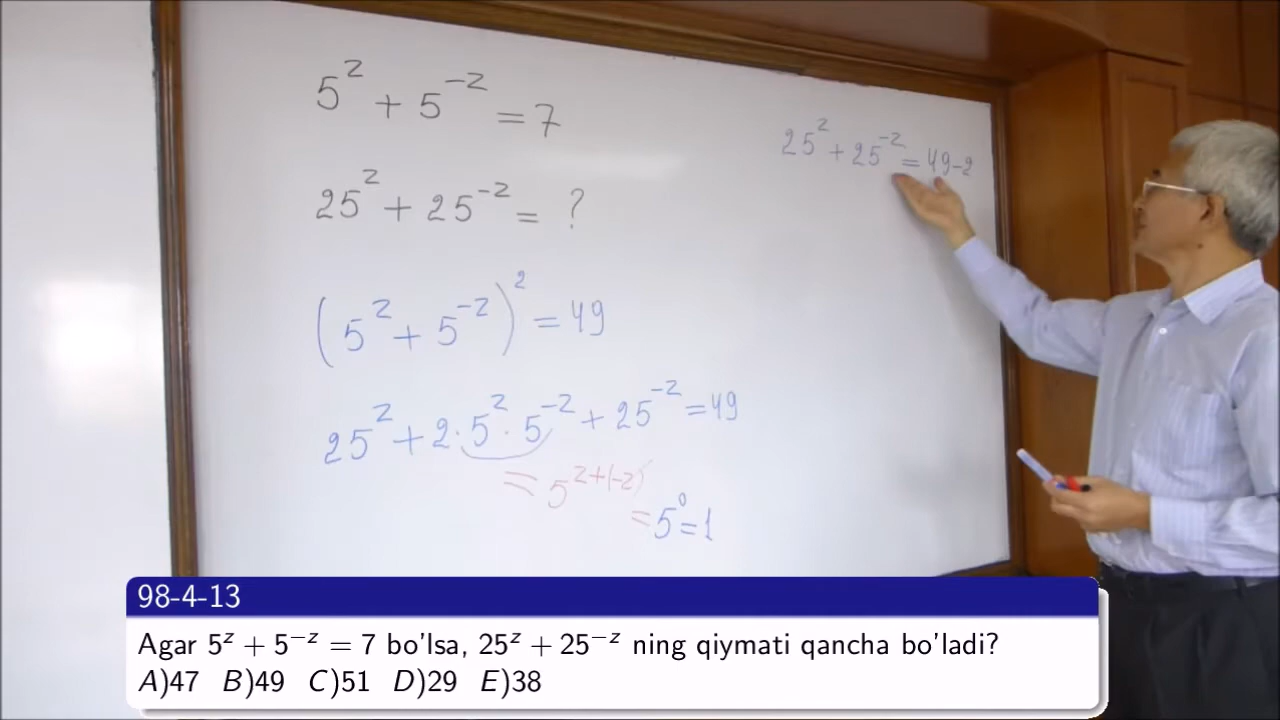 5^z + 5^-z = 7
25^z + 25^-z = ?
(5^z + 5^-z)^2 = 49
25^z + 2·5^z·5^-z + 25^-z = 49
= 5^z+(-z)
= 5^0 = 1
25^z + 25^-z = 49-2
98-4-13
Agar 5^z + 5^−z = 7 bo'lsa, 25^z + 25^−z ning qiymati qancha bo'ladi?
A)47 B)49 C)51 D)29 E)38